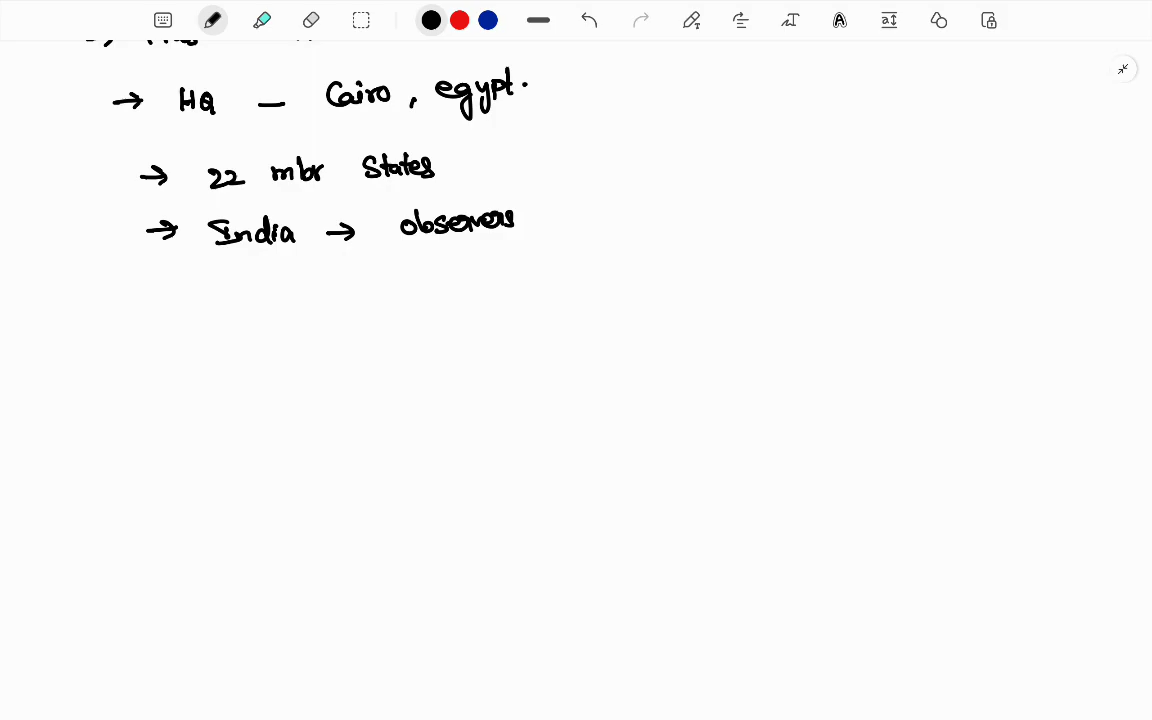 → HQ — Cairo, egypt.
→ 22 mbr States
→ India → observers